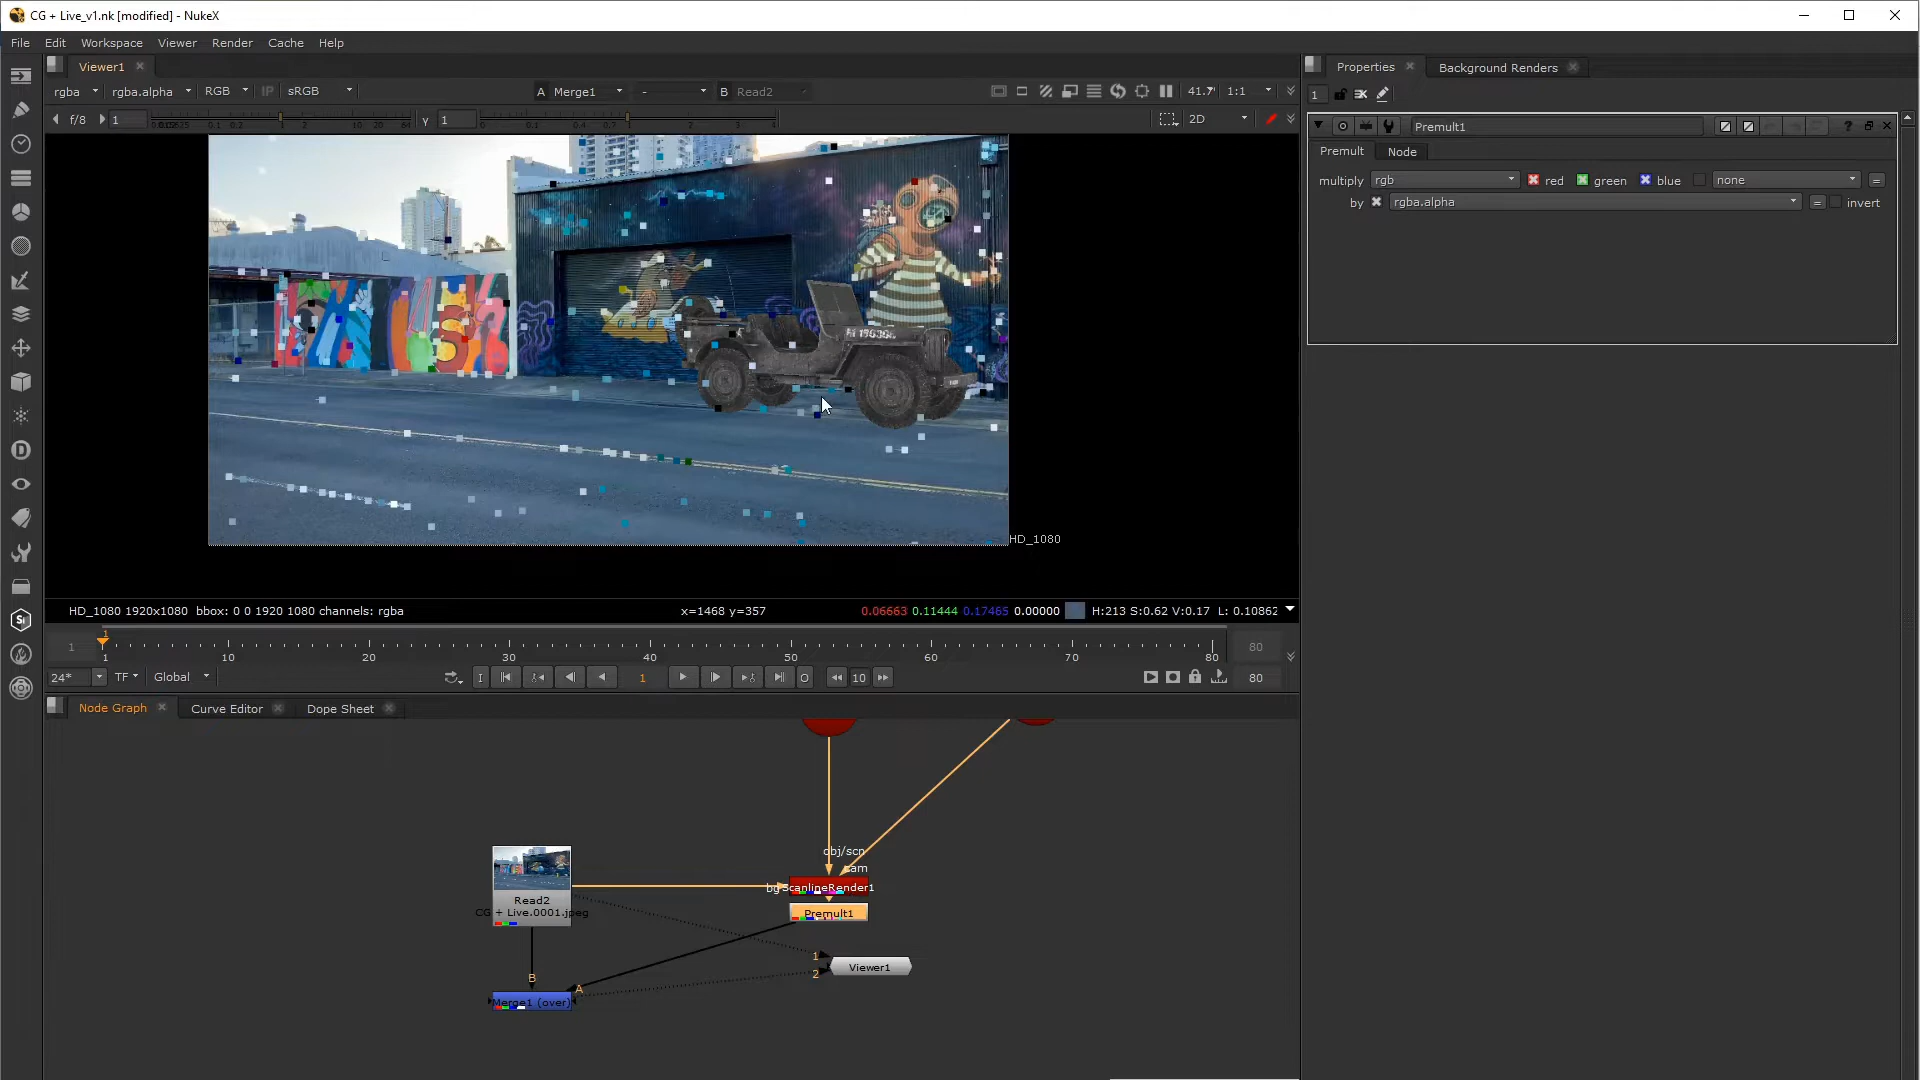 CG + Live_v1.nk [modified] - NukeX
File Edit Workspace Viewer Render Cache Help
Viewer1
rgba rgba.alpha RGB IP sRGB A Merge1 - B Read2 41.7 1:1
f/8 1 y 1 2D
HD_1080
HD_1080 1920x1080 bbox: 0 0 1920 1080 channels: rgba x=1468 y=357 0.06663 0.11444 0.17465 0.00000 H:213 S:0.62 V:0.17 L: 0.10862
1 1 80
1 10 20 30 40 50 60 70 80
24* TF Global I 1 O 10 80
Node Graph Curve Editor Dope Sheet
obj/scn
cam
bg ScanlineRender1
Premult1
Read2
CG + Live.0001.jpeg
1
2
Viewer1
B
A
Merge1 (over)
Properties Background Renders
1
Premult1
Premult Node
multiply rgb red green blue none =
by rgba.alpha = invert